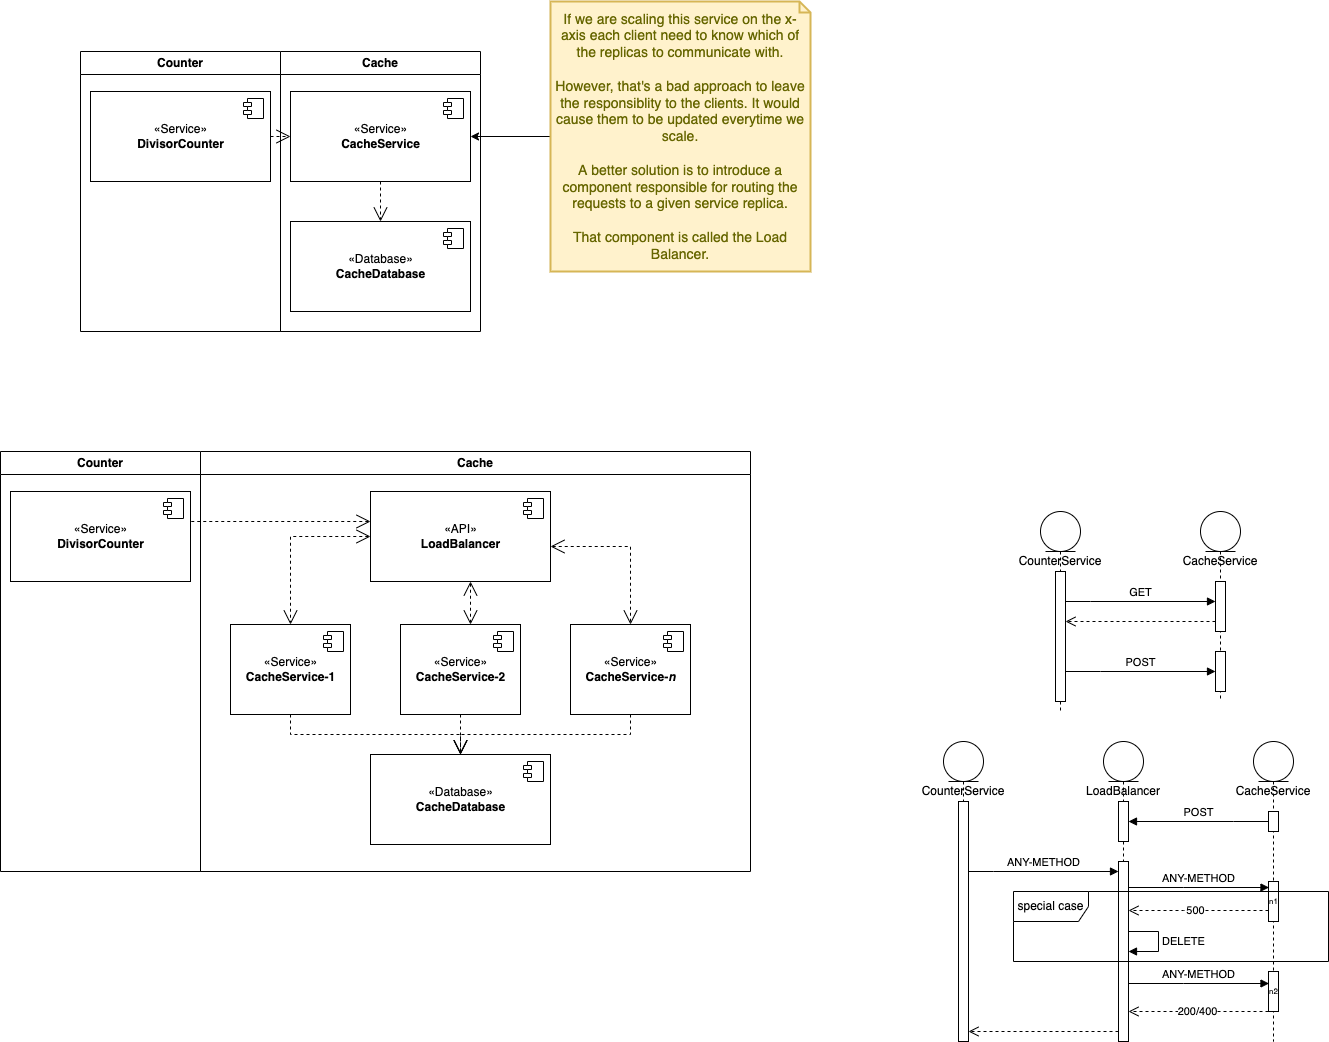 If we are scaling this service on the x-
axis each client need to know which of
the replicas to communicate with.
However, that's a bad approach to leave
the responsiblity to the clients. It would
cause them to be updated everytime we
scale.
A better solution is to introduce a
component responsible for routing the
requests to a given service replica.
That component is called the Load
Balancer.
Counter
Cache
«Service»
DivisorCounter
«Service»
CacheService
«Database»
CacheDatabase
Counter
Cache
«Service»
DivisorCounter
«API»
LoadBalancer
«Service»
CacheService-1
«Service»
CacheService-2
«Service»
CacheService-n
«Database»
CacheDatabase
CounterService
CacheService
GET
POST
CounterService
LoadBalancer
CacheService
POST
ANY-METHOD
ANY-METHOD
n1
special case
500
DELETE
ANY-METHOD
n2
200/400